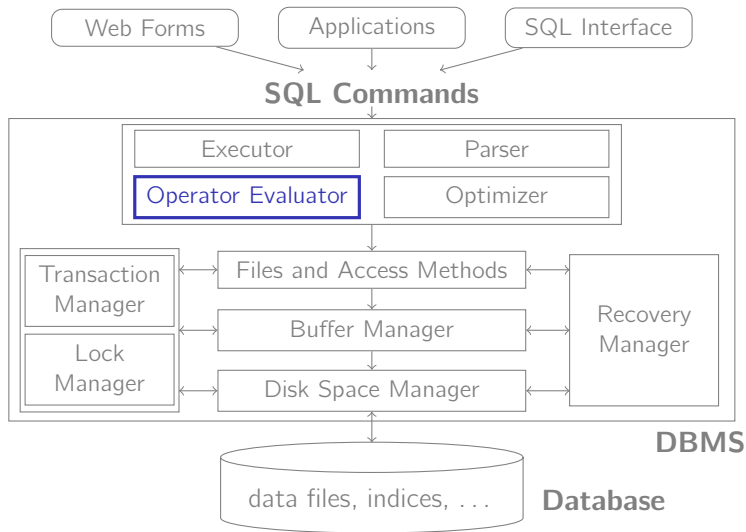 Web Forms
Applications
SQL Interface
SQL Commands
Executor
Parser
Operator Evaluator
Optimizer
Transaction
Manager
Lock
Manager
Files and Access Methods
Buffer Manager
Disk Space Manager
Recovery
Manager
DBMS
data files, indices, . . .
Database